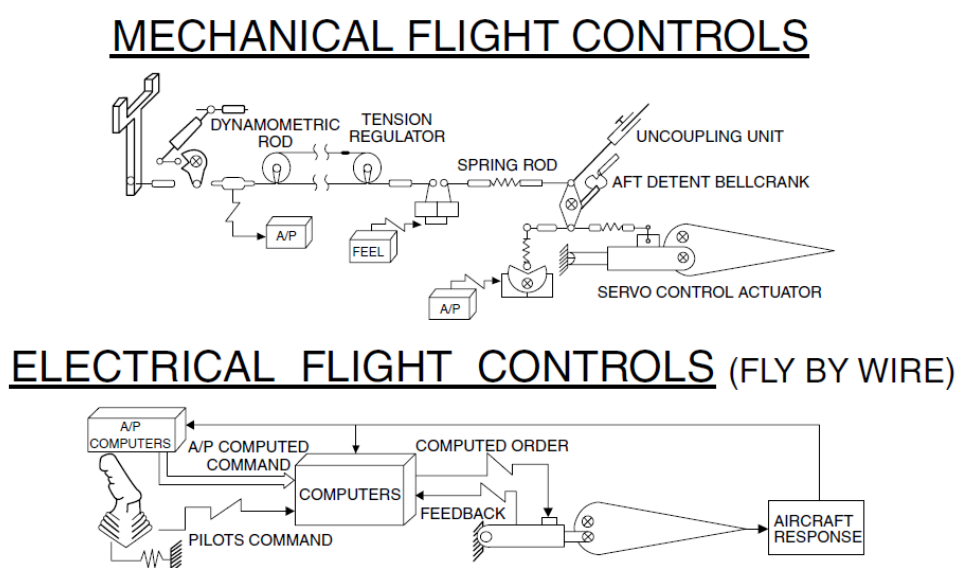 MECHANICAL FLIGHT CONTROLS
DYNAMOMETRIC
ROD
TENSION
REGULATOR
SPRING ROD
UNCOUPLING UNIT
AFT DETENT BELLCRANK
A/P
FEEL
A/P
SERVO CONTROL ACTUATOR
ELECTRICAL FLIGHT CONTROLS (FLY BY WIRE)
A/P
COMPUTERS
A/P COMPUTED
COMMAND
COMPUTED ORDER
COMPUTERS
FEEDBACK
PILOTS COMMAND
AIRCRAFT
RESPONSE